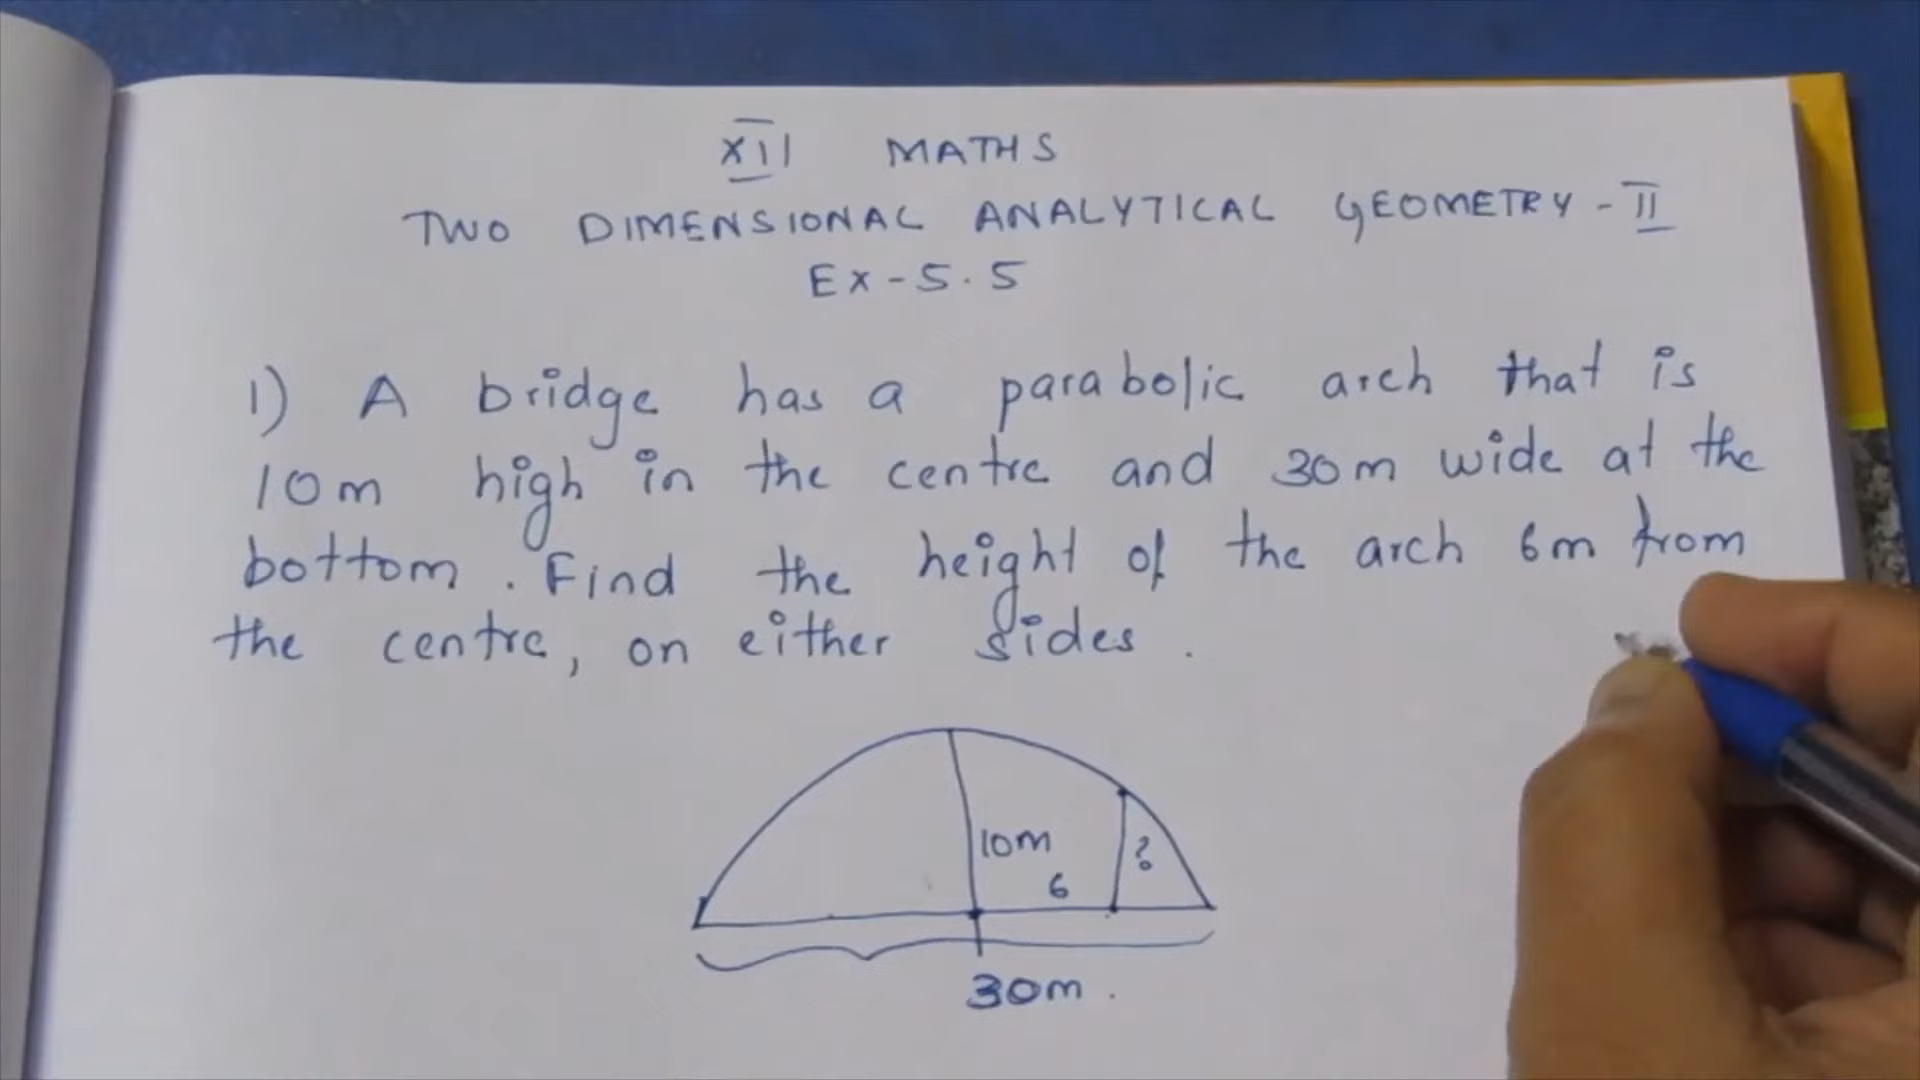 XII MATHS
TWO DIMENSIONAL ANALYTICAL GEOMETRY - II
Ex - 5.5
1) A bridge has a parabolic arch that is
10m high in the centre and 30m wide at the
bottom. Find the height of the arch 6m from
the centre, on either sides.
10m
?
6
30m.